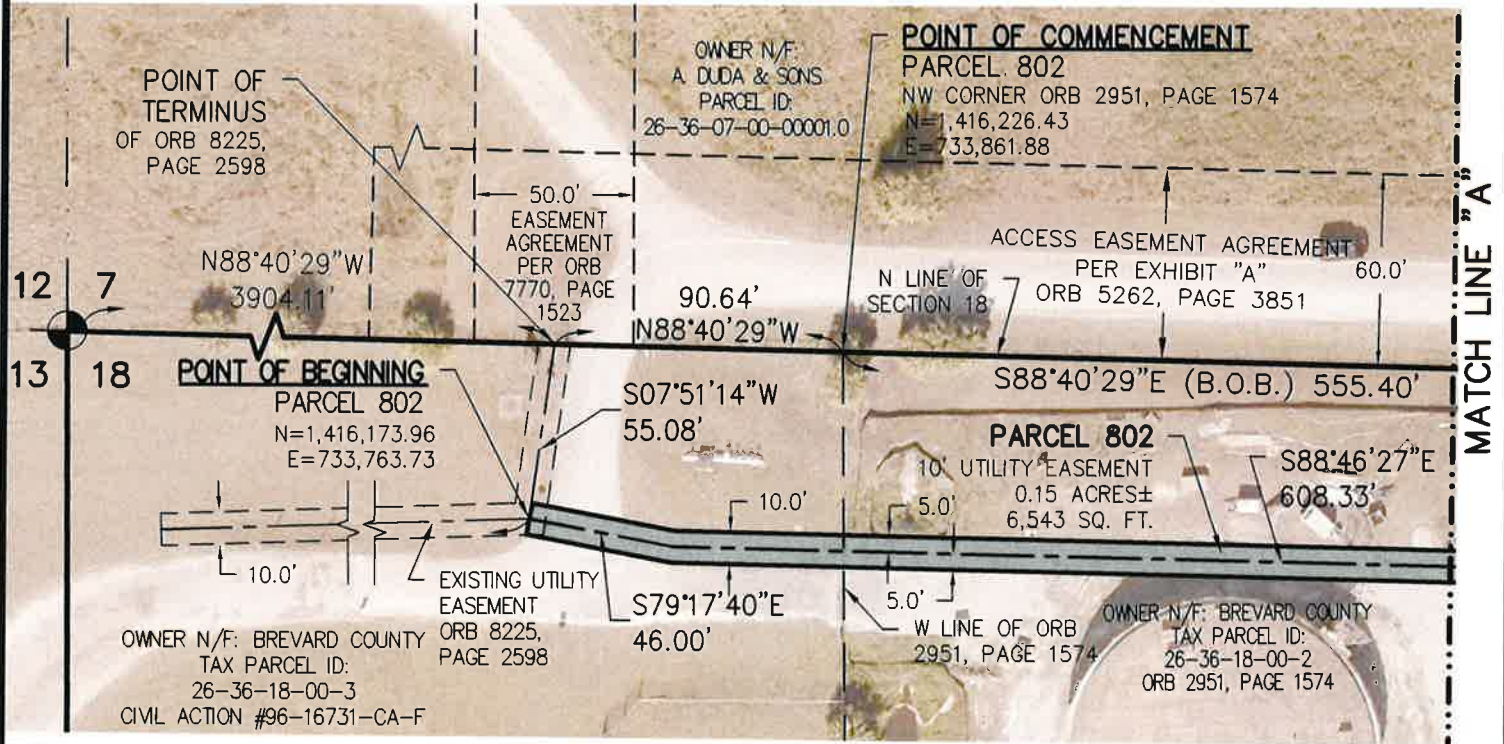 POINT OF
TERMINUS
OF ORB 8225,
PAGE 2598
OWNER N/F:
A. DUDA & SONS
PARCEL ID:
26-36-07-00-00001.0
POINT OF COMMENCEMENT
PARCEL 802
NW CORNER ORB 2951, PAGE 1574
N=1,416,226.43
E=733,861.88
50.0'
EASEMENT
AGREEMENT
PER ORB
7770, PAGE
1523
ACCESS EASEMENT AGREEMENT
PER EXHIBIT "A"
ORB 5262, PAGE 3851
60.0'
MATCH LINE "A"
12
7
13
18
N88°40'29"W
3904.11'
90.64'
N88°40'29"W
N LINE OF
SECTION 18
S88°40'29"E (B.O.B.) 555.40'
POINT OF BEGINNING
PARCEL 802
N=1,416,173.96
E=733,763.73
S07°51'14"W
55.08'
PARCEL 802
10' UTILITY EASEMENT
0.15 ACRES±
6,543 SQ. FT.
S88°46'27"E
608.33'
10.0'
5.0'
10.0'
5.0'
EXISTING UTILITY
EASEMENT
ORB 8225,
PAGE 2598
S79°17'40"E
46.00'
W LINE OF ORB
2951, PAGE 1574
OWNER N/F: BREVARD COUNTY
TAX PARCEL ID:
26-36-18-00-3
CIVIL ACTION #96-16731-CA-F
OWNER N/F: BREVARD COUNTY
TAX PARCEL ID:
26-36-18-00-2
ORB 2951, PAGE 1574